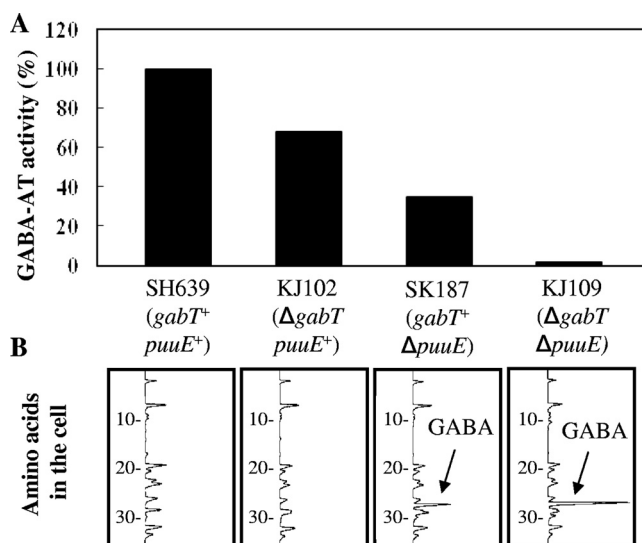 A
GABA-AT activity (%)
120
100
80
60
40
20
0
SH639 KJ102 SK187 KJ109
(gabT+ (ΔgabT (gabT+ (ΔgabT
puuE+) puuE+) ΔpuuE) ΔpuuE)
B
Amino acids
in the cell
10-
20-
30-
10-
20-
30-
GABA
10-
20-
30-
GABA
10-
20-
30-